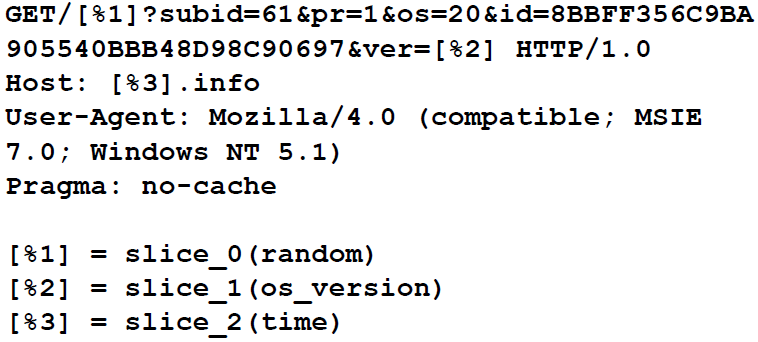 GET/[%1]?subid=61&pr=1&os=20&id=8BBFF356C9BA
905540BBB48D98C90697&ver=[%2] HTTP/1.0
Host: [%3].info
User-Agent: Mozilla/4.0 (compatible; MSIE
7.0; Windows NT 5.1)
Pragma: no-cache
[%1] = slice_0(random)
[%2] = slice_1(os_version)
[%3] = slice_2(time)